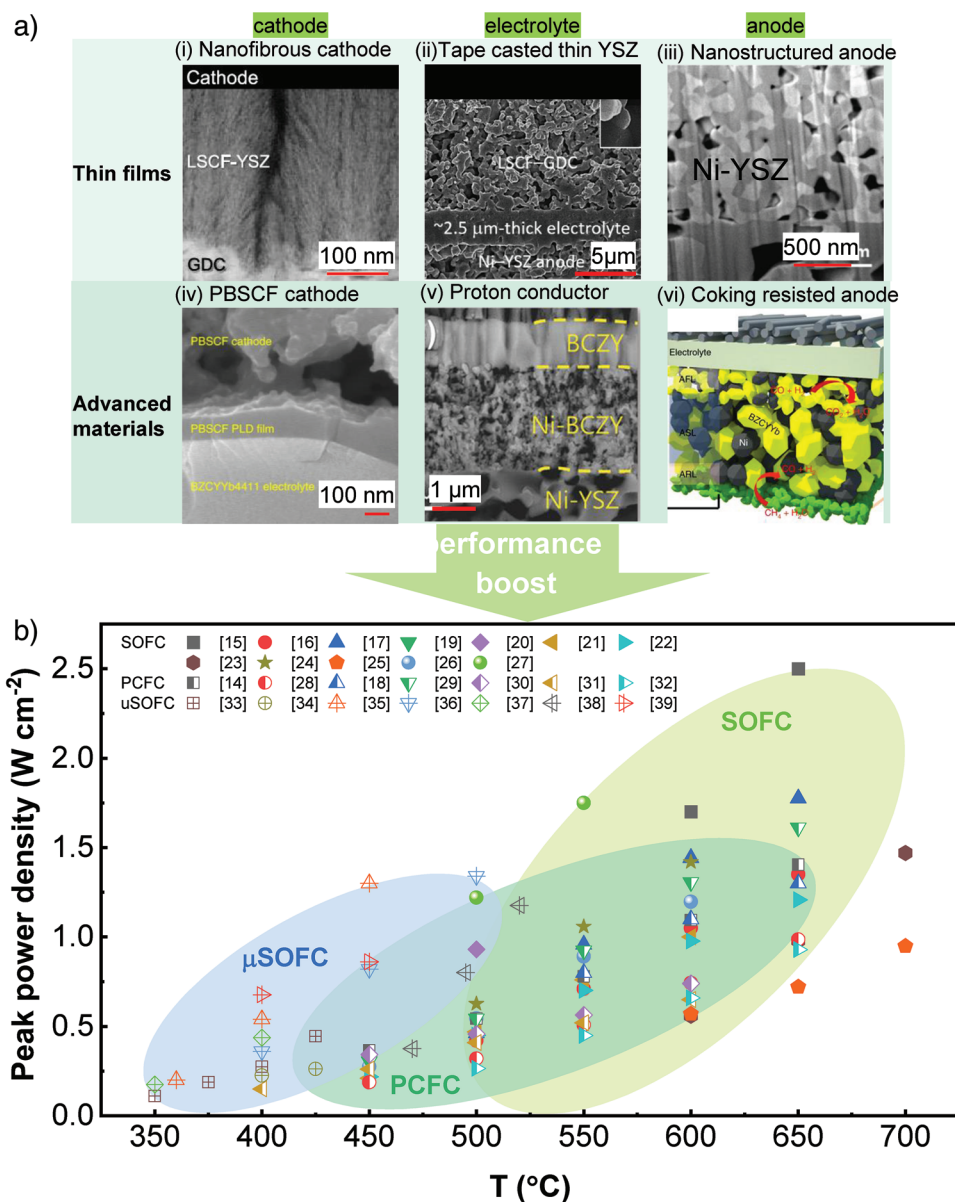 a)
cathode
electrolyte
anode
(i) Nanofibrous cathode
(ii) Tape casted thin YSZ
(iii) Nanostructured anode
Thin films
Cathode
LSCF-YSZ
GDC
100 nm
LSCF–GDC
~2.5 μm-thick electrolyte
Ni–YSZ anode
5μm
Ni-YSZ
500 nm
(iv) PBSCF cathode
(v) Proton conductor
(vi) Coking resisted anode
Advanced
materials
PBSCF cathode
PBSCF PLD film
BZCYYb4411 electrolyte
100 nm
BCZY
Ni-BCZY
Ni-YSZ
1 μm
Electrolyte
AFL
ASL
ARL
BZCYYb
Ni
performance
boost
b)
SOFC [15] [16] [17] [19] [20] [21] [22]
[23] [24] [25] [26] [27]
PCFC [14] [28] [18] [29] [30] [31] [32]
uSOFC [33] [34] [35] [36] [37] [38] [39]
SOFC
μSOFC
PCFC
Peak power density (W cm⁻²)
2.5
2.0
1.5
1.0
0.5
0.0
350 400 450 500 550 600 650 700
T (°C)